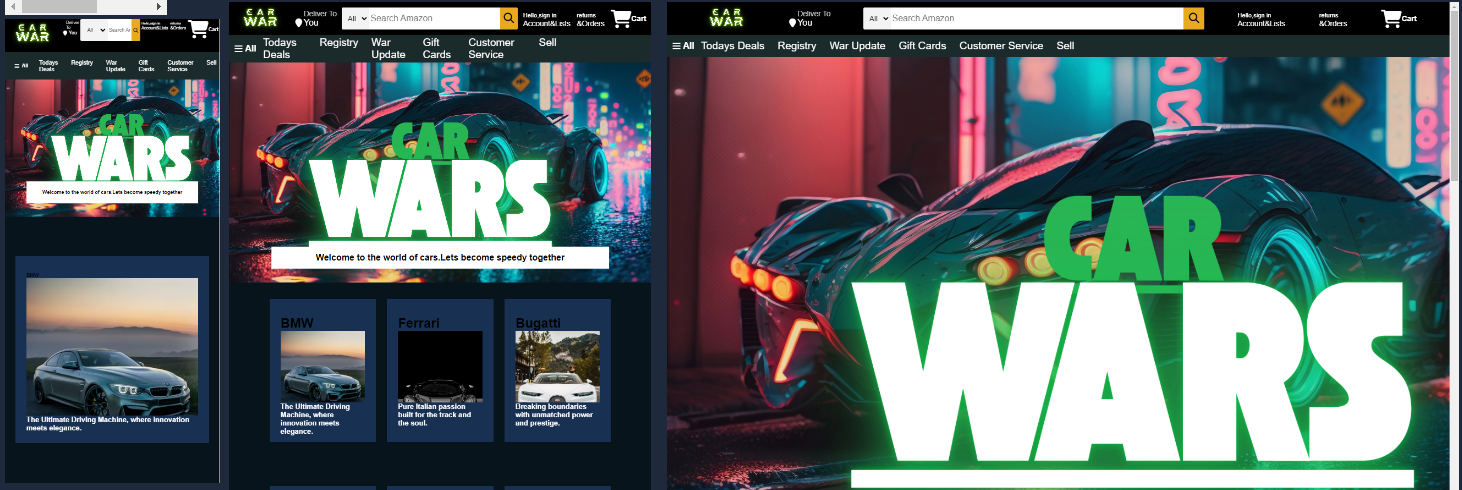 CAR
WAR
Deliver
To
You
All
Search Ar
Hello,sign in
Account&Lists
returns
&Orders
Cart
All
Todays
Deals
Registry
War
Update
Gift
Cards
Customer
Service
Sell
CAR
WARS
Welcome to the world of cars.Lets become speedy together
BMW
The Ultimate Driving Machine, where innovation
meets elegance.
CAR
WAR
Deliver To
You
All
Search Amazon
Hello,sign in
Account&Lists
returns
&Orders
Cart
All
Todays
Deals
Registry
War
Update
Gift
Cards
Customer
Service
Sell
CAR
WARS
Welcome to the world of cars.Lets become speedy together
BMW
The Ultimate Driving
Machine, where
innovation meets
elegance.
Ferrari
Pure Italian passion
built for the track and
the soul.
Bugatti
Breaking boundaries
with unmatched power
and prestige.
CAR
WAR
Deliver To
You
All
Search Amazon
Hello,sign in
Account&Lists
returns
&Orders
Cart
All
Todays Deals
Registry
War Update
Gift Cards
Customer Service
Sell
CAR
WARS